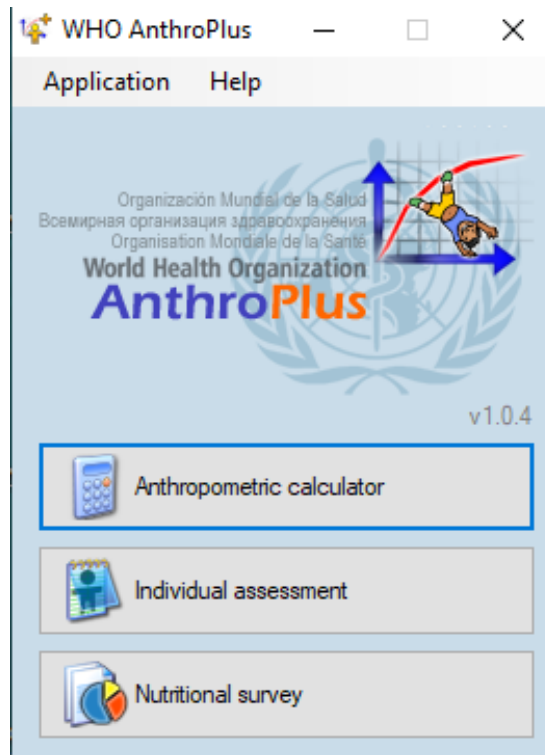 WHO AnthroPlus
Application Help
Organización Mundial de la Salud
Всемирная организация здравоохранения
Organisation Mondiale de la Santé
World Health Organization
AnthroPlus
v1.0.4
Anthropometric calculator
Individual assessment
Nutritional survey